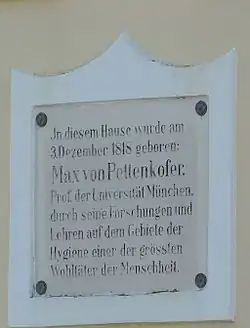 Jn diesem Hause wurde am
3.Dezember 1818 geboren:
Max von Pettenkofer.
Prof. der Universität München,
durch seine Forschungen und
Lehren auf dem Gebiete der
Hygiene einer der grössten
Wohltäter der Menschheit.